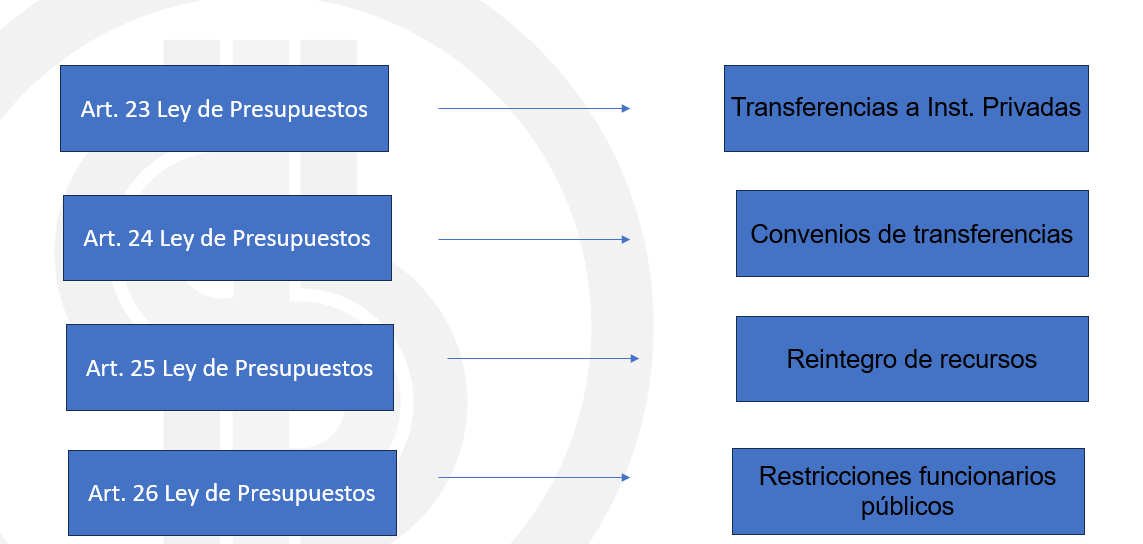 Art. 23 Ley de Presupuestos
Transferencias a Inst. Privadas
Art. 24 Ley de Presupuestos
Convenios de transferencias
Art. 25 Ley de Presupuestos
Reintegro de recursos
Art. 26 Ley de Presupuestos
Restricciones funcionarios
públicos